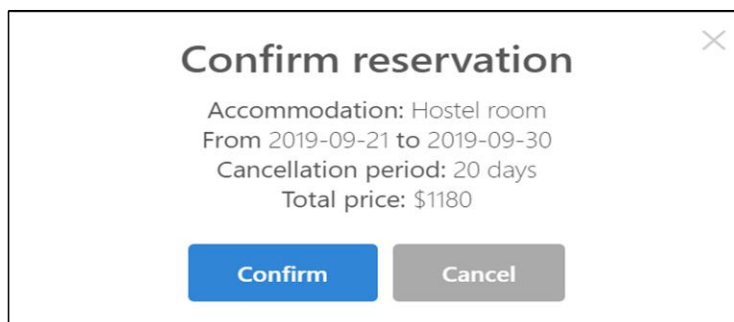 Confirm reservation
Accommodation: Hostel room
From 2019-09-21 to 2019-09-30
Cancellation period: 20 days
Total price: $1180
Confirm Cancel